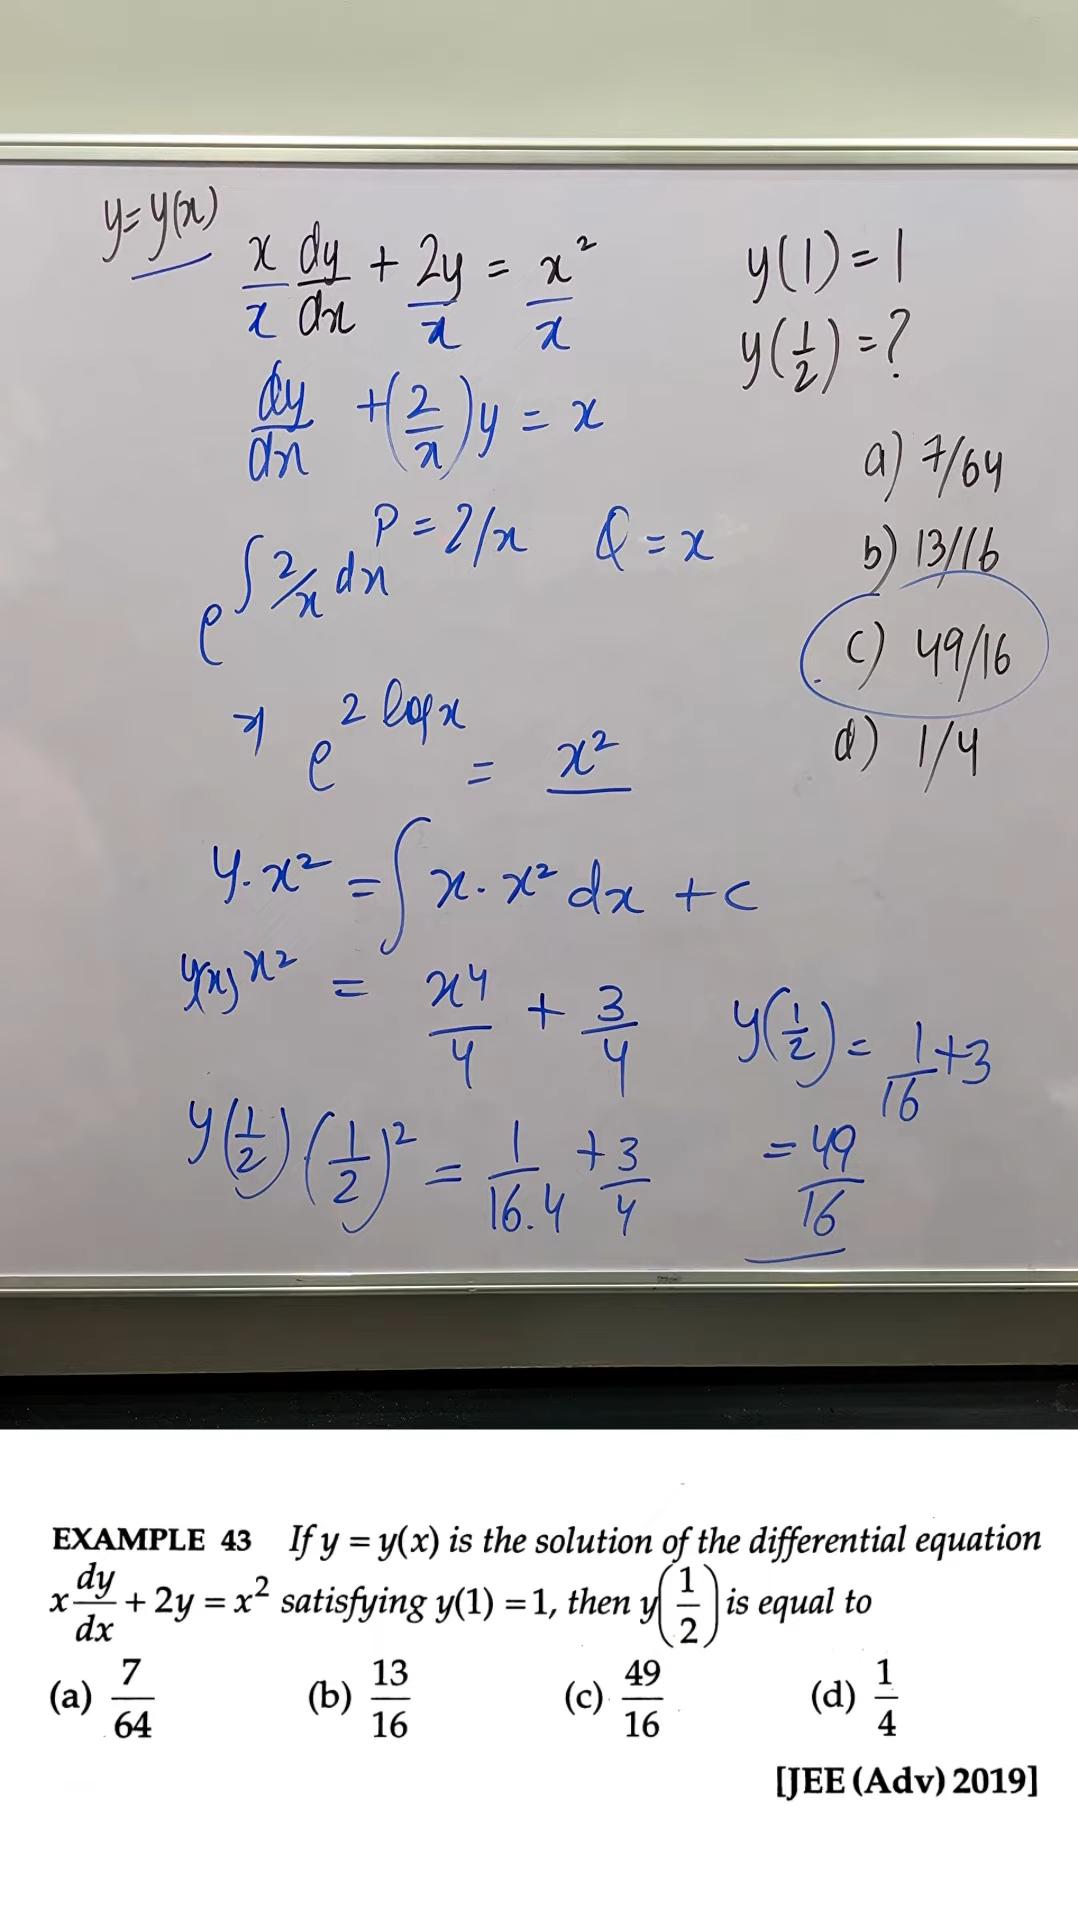 y=y(x)
x/x dy/dx + 2y/x = x²/x
y(1)=1
y(1/2)=?
dy/dx +(2/x)y = x
a) 7/64
P=2/x Q=x
b) 13/16
e^∫2/x dx
c) 49/16
e^2 log x = x²
d) 1/4
y.x² = ∫x.x² dx + c
y(x) x² = x⁴/4 + 3/4
y(1/2) = 1/16+3
y(1/2)(1/2)² = 1/16.4 + 3/4
= 49/16
EXAMPLE 43 If y = y(x) is the solution of the differential equation
x dy/dx + 2y = x² satisfying y(1) = 1, then y(1/2) is equal to
(a) 7/64 (b) 13/16 (c) 49/16 (d) 1/4
[JEE (Adv) 2019]